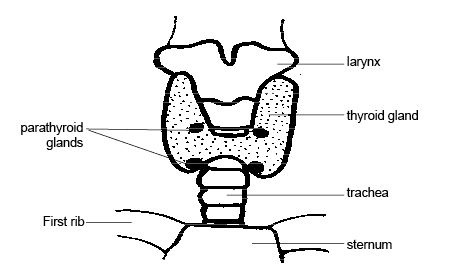 larynx
thyroid gland
parathyroid
glands
trachea
First rib
sternum